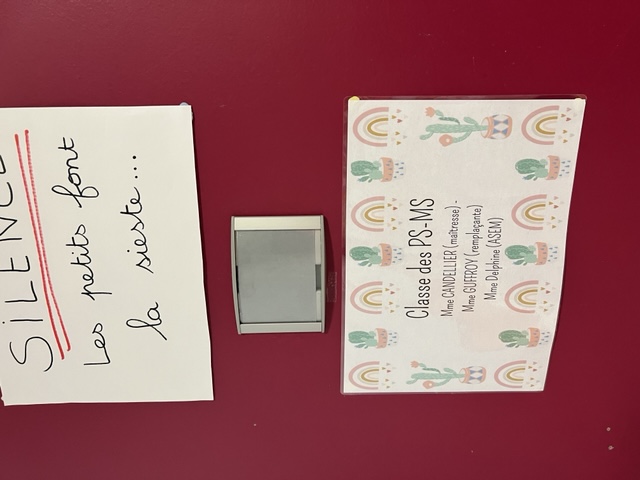 SILENCE
Les petits font
la sieste...
Classe des PS-MS
Mme CANDELLIER (maîtresse) -
Mme GUFFROY (remplaçante)
Mme Delphine (ASEM)